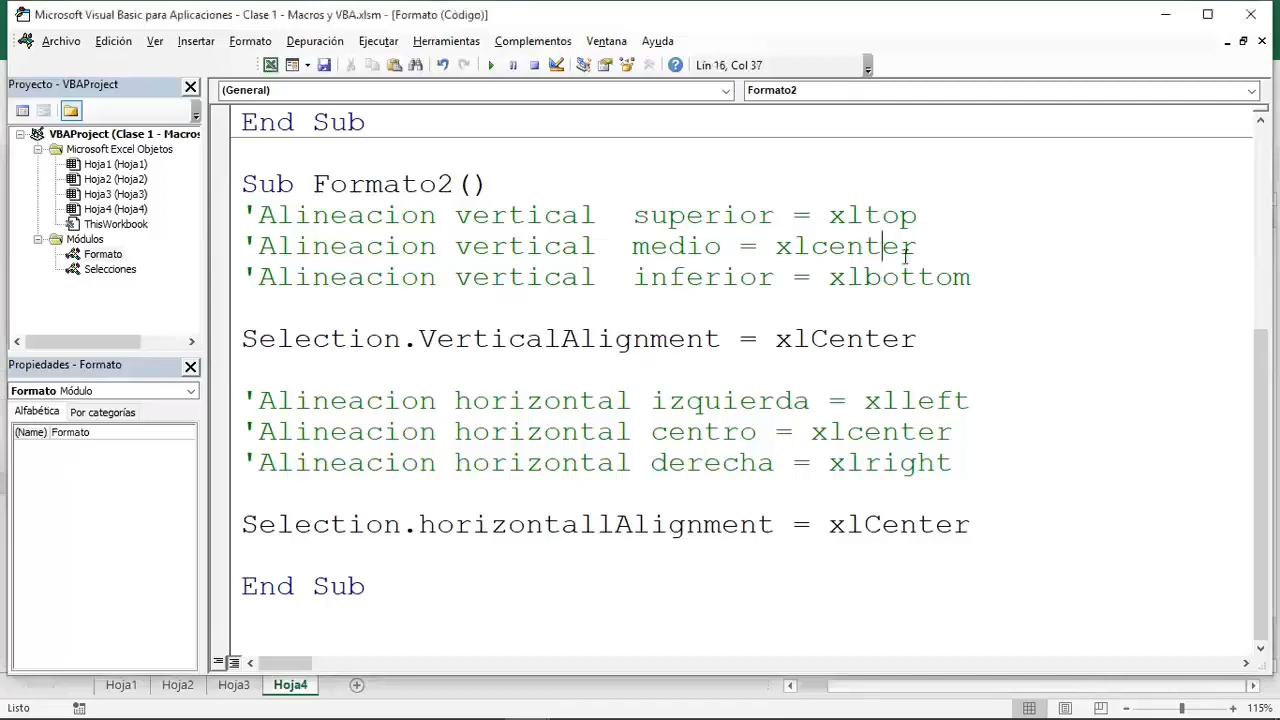 Microsoft Visual Basic para Aplicaciones - Clase 1 - Macros y VBA.xlsm - [Formato (Código)]
Archivo Edición Ver Insertar Formato Depuración Ejecutar Herramientas Complementos Ventana Ayuda
Lín 16, Col 37
Proyecto - VBAProject
VBAProject (Clase 1 - Macros
Microsoft Excel Objetos
Hoja1 (Hoja1)
Hoja2 (Hoja2)
Hoja3 (Hoja3)
Hoja4 (Hoja4)
ThisWorkbook
Módulos
Formato
Selecciones
Propiedades - Formato
Formato Módulo
Alfabética Por categorías
(Name) Formato
(General) Formato2
End Sub
Sub Formato2()
'Alineacion vertical  superior = xltop
'Alineacion vertical  medio = xlcenter
'Alineacion vertical  inferior = xlbottom
Selection.VerticalAlignment = xlCenter
'Alineacion horizontal izquierda = xlleft
'Alineacion horizontal centro = xlcenter
'Alineacion horizontal derecha = xlright
Selection.horizontallAlignment = xlCenter
End Sub
Hoja1 Hoja2 Hoja3 Hoja4
Listo
115%